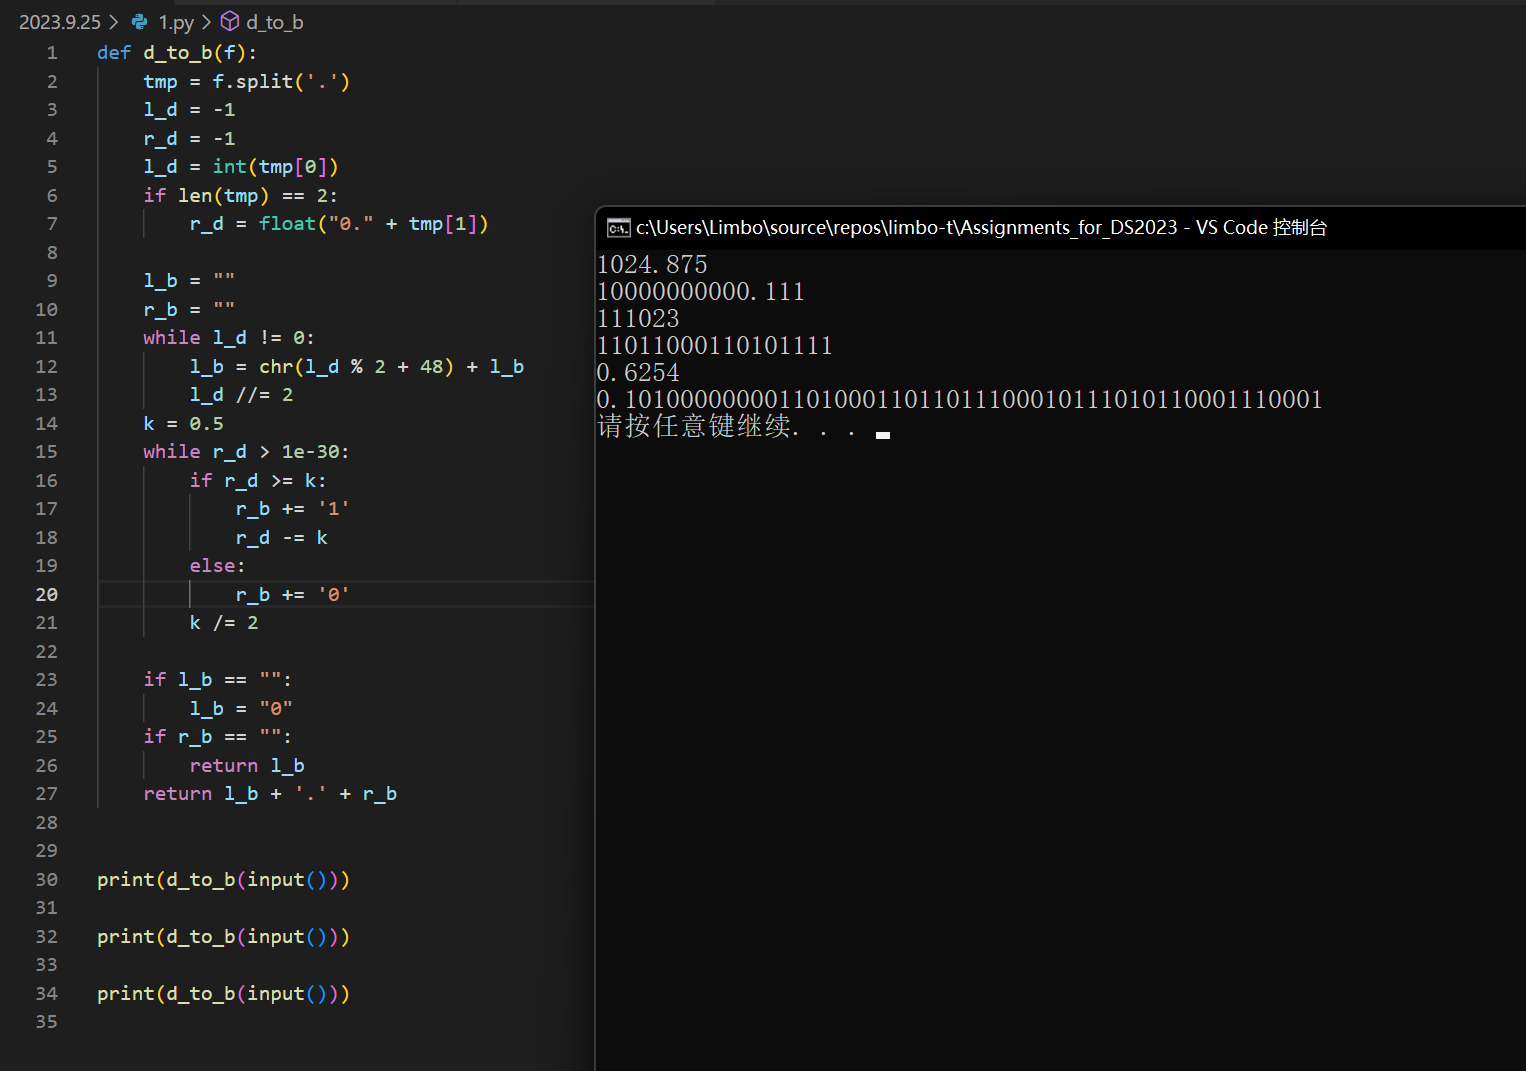 2023.9.25 > 1.py > d_to_b
1 def d_to_b(f):
2 tmp = f.split('.')
3 l_d = -1
4 r_d = -1
5 l_d = int(tmp[0])
6 if len(tmp) == 2:
7 r_d = float("0." + tmp[1])
8
9 l_b = ""
10 r_b = ""
11 while l_d != 0:
12 l_b = chr(l_d % 2 + 48) + l_b
13 l_d //= 2
14 k = 0.5
15 while r_d > 1e-30:
16 if r_d >= k:
17 r_b += '1'
18 r_d -= k
19 else:
20 r_b += '0'
21 k /= 2
22
23 if l_b == "":
24 l_b = "0"
25 if r_b == "":
26 return l_b
27 return l_b + '.' + r_b
28
29
30 print(d_to_b(input()))
31
32 print(d_to_b(input()))
33
34 print(d_to_b(input()))
35
c:\Users\Limbo\source\repos\limbo-t\Assignments_for_DS2023 - VS Code 控制台
1024.875
10000000000.111
111023
11011000110101111
0.6254
0.1010000000011010001101101110001011101011000111​0001
请按任意键继续. . .